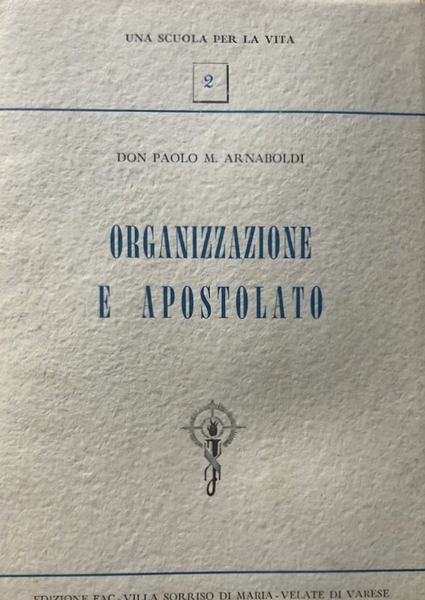 UNA SCUOLA PER LA VITA
2
DON PAOLO M. ARNABOLDI
ORGANIZZAZIONE
E APOSTOLATO
EDIZIONE FAC - VILLA SORRISO DI MARIA - VELATE DI VARESE